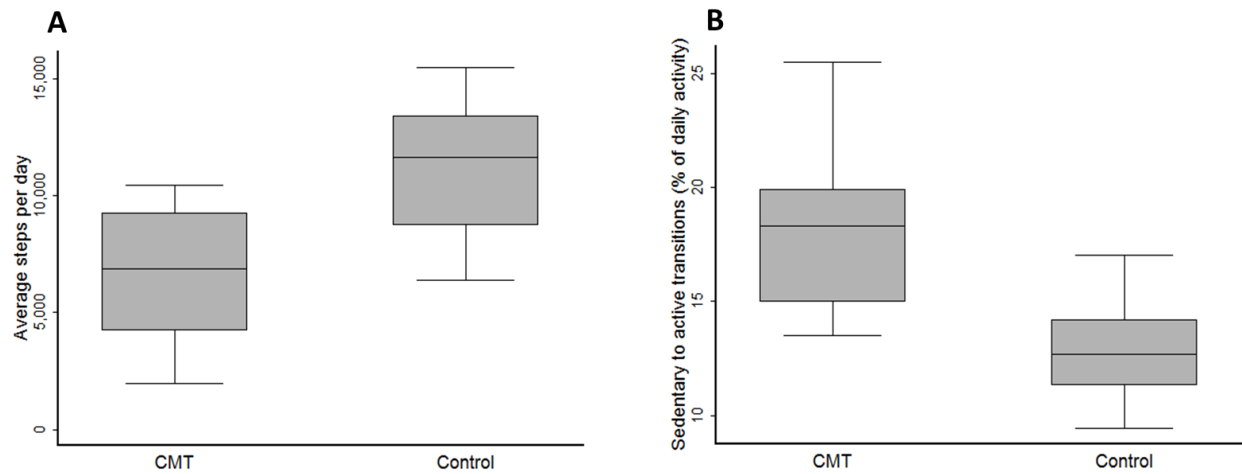 A
Average steps per day
15,000
10,000
5,000
0
CMT
Control
B
Sedentary to active transitions (% of daily activity)
25
20
15
10
CMT
Control